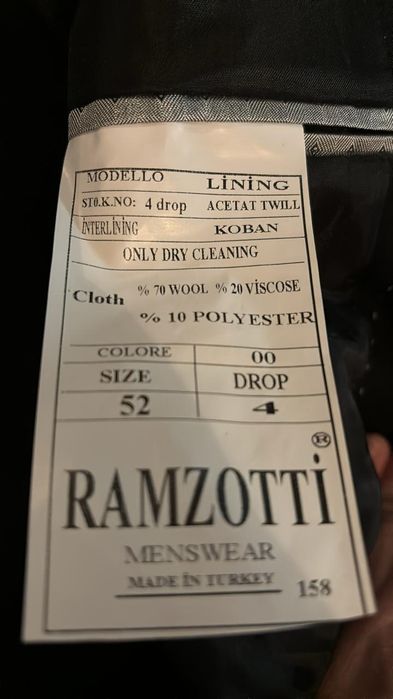 MODELLO LİNİNG
STO.K.NO: 4 drop ACETAT TWILL
İNTERLİNİNG KOBAN
ONLY DRY CLEANING
Cloth % 70 WOOL % 20 VİSCOSE
% 10 POLYESTER
COLORE 00
SIZE DROP
52 4
®
RAMZOTTİ
MENSWEAR
MADE İN TURKEY 158